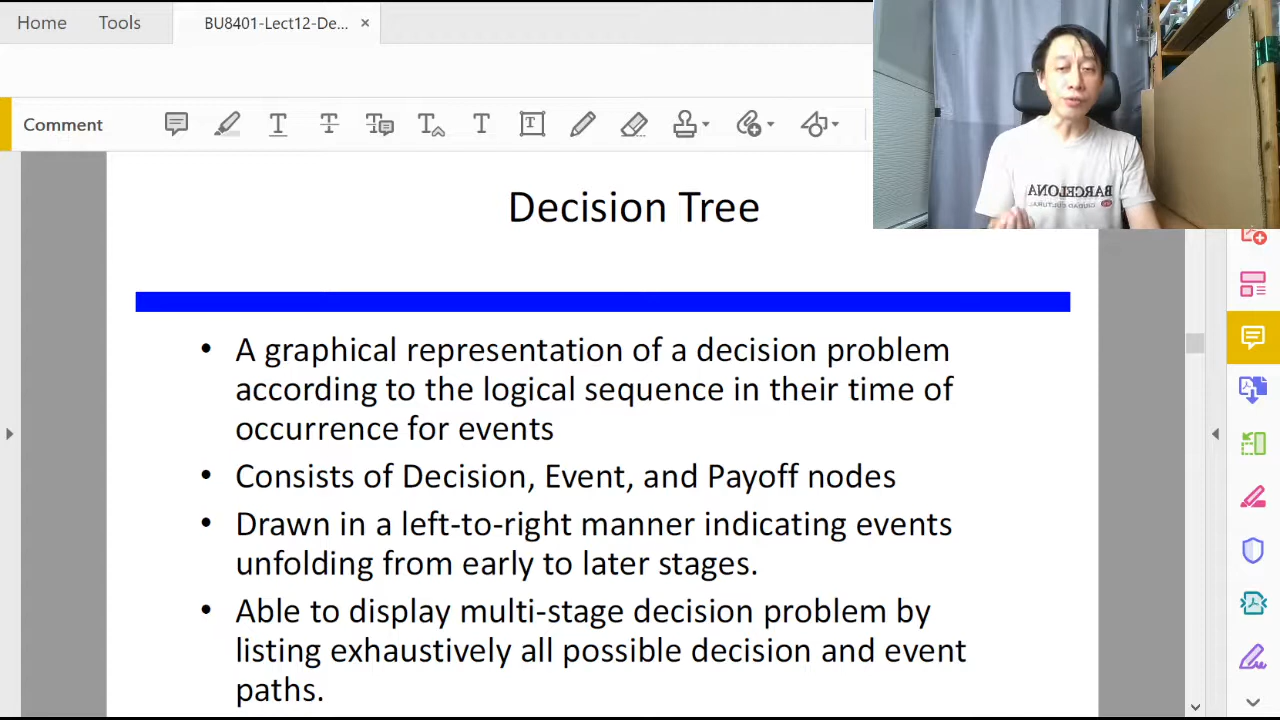 Home Tools BU8401-Lect12-De... ×
Comment
BARCELONA
Decision Tree
• A graphical representation of a decision problem
according to the logical sequence in their time of
occurrence for events
• Consists of Decision, Event, and Payoff nodes
• Drawn in a left-to-right manner indicating events
unfolding from early to later stages.
• Able to display multi-stage decision problem by
listing exhaustively all possible decision and event
paths.